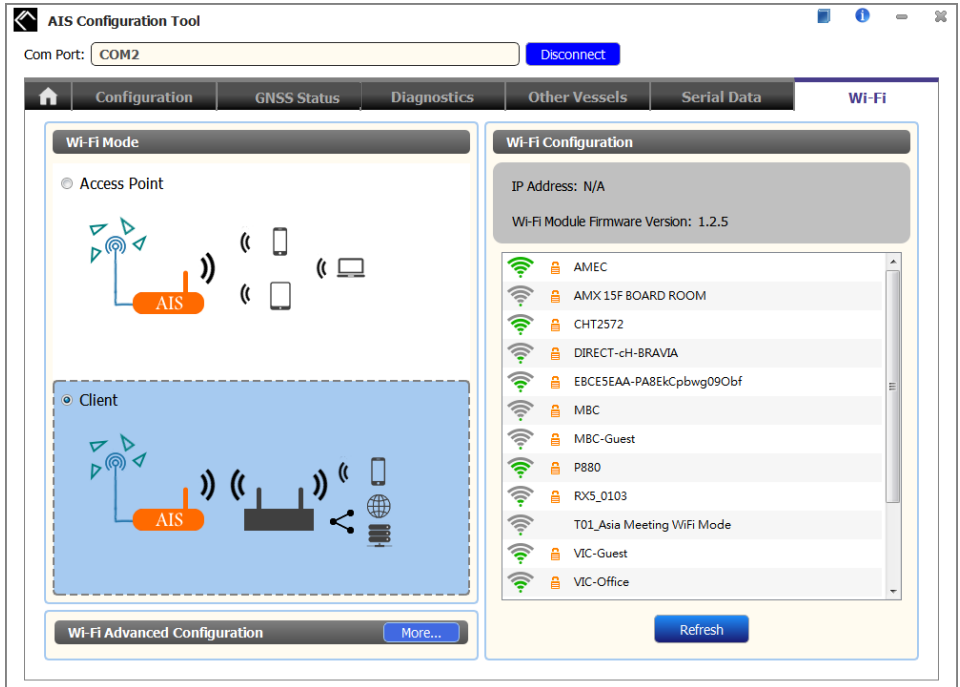 AIS Configuration Tool
Com Port: COM2 Disconnect
Configuration GNSS Status Diagnostics Other Vessels Serial Data Wi-Fi
Wi-Fi Mode
Access Point
AIS
Client
AIS
Wi-Fi Advanced Configuration More...
Wi-Fi Configuration
IP Address: N/A
Wi-Fi Module Firmware Version: 1.2.5
AMEC
AMX 15F BOARD ROOM
CHT2572
DIRECT-cH-BRAVIA
EBCE5EAA-PA8EkCpbwg09Obf
MBC
MBC-Guest
P880
RX5_0103
T01_Asia Meeting WiFi Mode
VIC-Guest
VIC-Office
Refresh